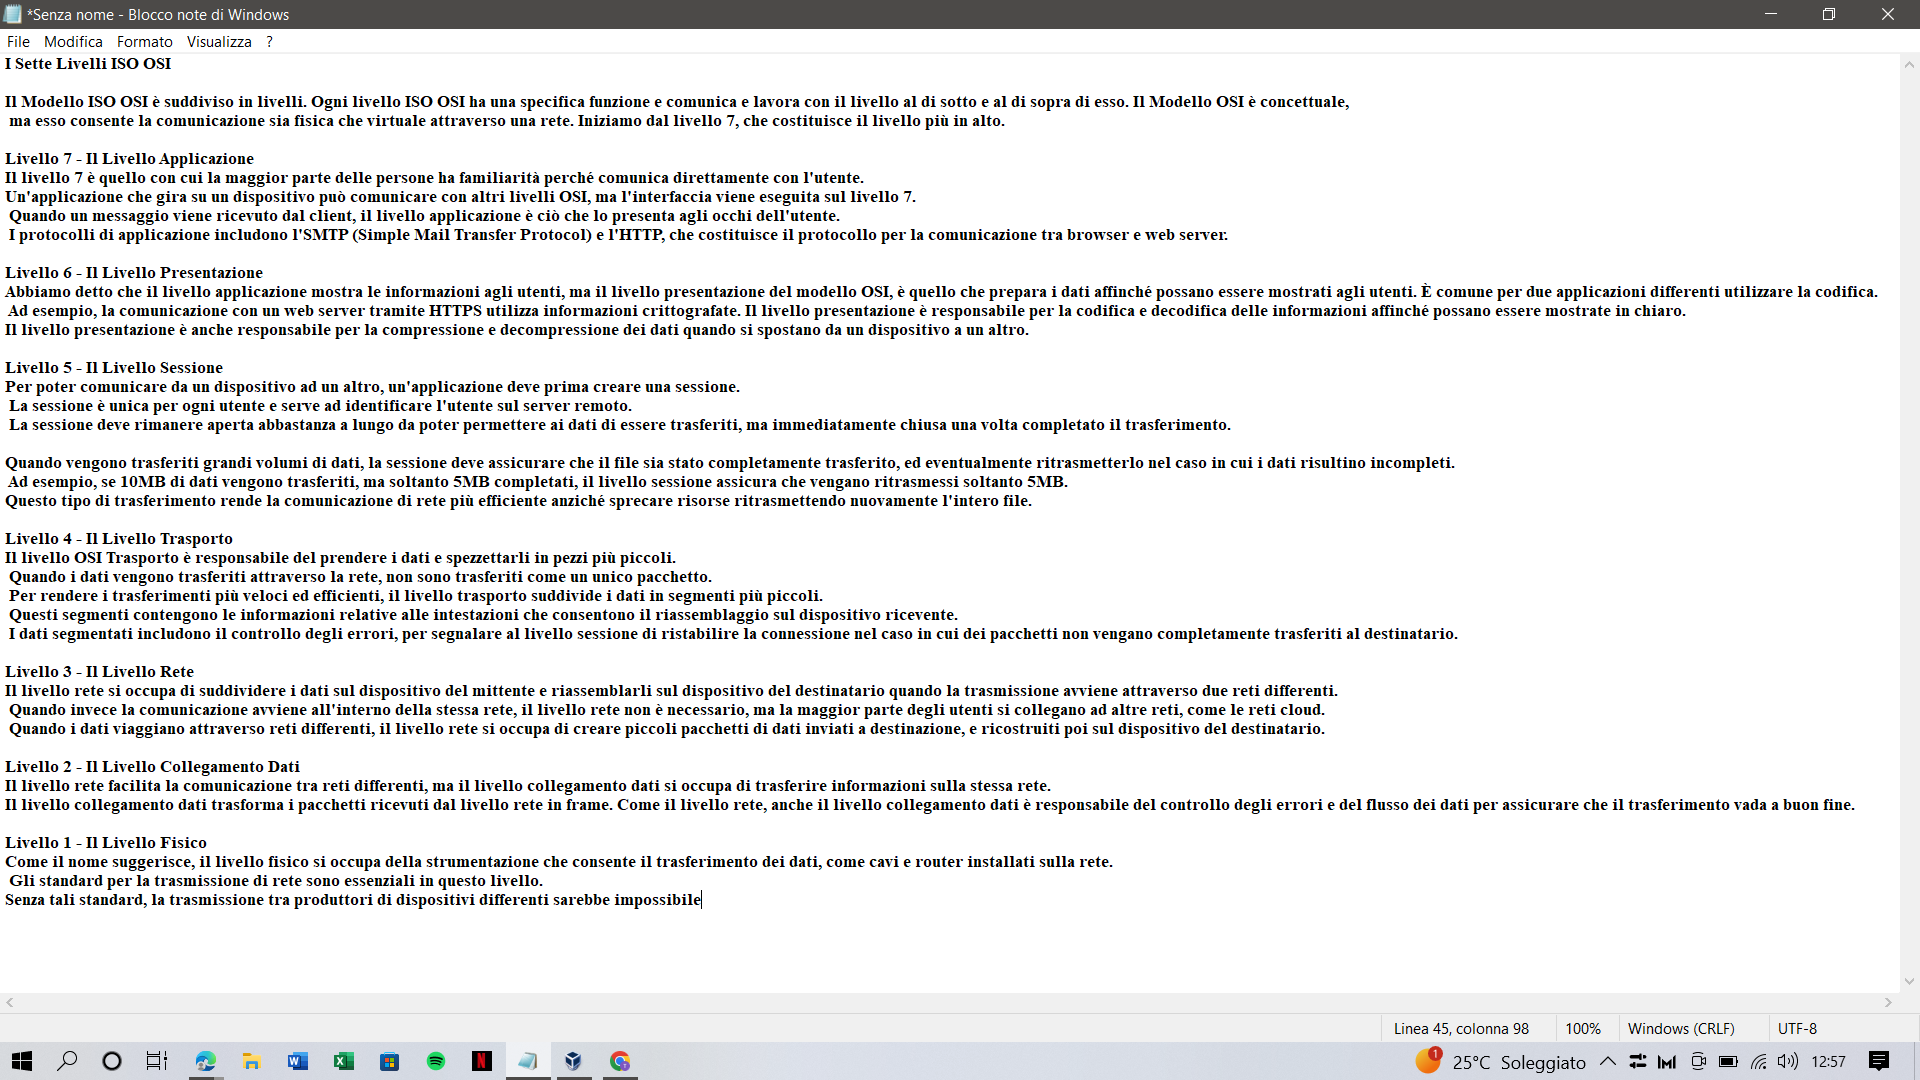 *Senza nome - Blocco note di Windows
File Modifica Formato Visualizza ?
I Sette Livelli ISO OSI
Il Modello ISO OSI è suddiviso in livelli. Ogni livello ISO OSI ha una specifica funzione e comunica e lavora con il livello al di sotto e al di sopra di esso. Il Modello OSI è concettuale,
ma esso consente la comunicazione sia fisica che virtuale attraverso una rete. Iniziamo dal livello 7, che costituisce il livello più in alto.
Livello 7 - Il Livello Applicazione
Il livello 7 è quello con cui la maggior parte delle persone ha familiarità perché comunica direttamente con l'utente.
Un'applicazione che gira su un dispositivo può comunicare con altri livelli OSI, ma l'interfaccia viene eseguita sul livello 7.
Quando un messaggio viene ricevuto dal client, il livello applicazione è ciò che lo presenta agli occhi dell'utente.
I protocolli di applicazione includono l'SMTP (Simple Mail Transfer Protocol) e l'HTTP, che costituisce il protocollo per la comunicazione tra browser e web server.
Livello 6 - Il Livello Presentazione
Abbiamo detto che il livello applicazione mostra le informazioni agli utenti, ma il livello presentazione del modello OSI, è quello che prepara i dati affinché possano essere mostrati agli utenti. È comune per due applicazioni differenti utilizzare la codifica.
Ad esempio, la comunicazione con un web server tramite HTTPS utilizza informazioni crittografate. Il livello presentazione è responsabile per la codifica e decodifica delle informazioni affinché possano essere mostrate in chiaro.
Il livello presentazione è anche responsabile per la compressione e decompressione dei dati quando si spostano da un dispositivo a un altro.
Livello 5 - Il Livello Sessione
Per poter comunicare da un dispositivo ad un altro, un'applicazione deve prima creare una sessione.
La sessione è unica per ogni utente e serve ad identificare l'utente sul server remoto.
La sessione deve rimanere aperta abbastanza a lungo da poter permettere ai dati di essere trasferiti, ma immediatamente chiusa una volta completato il trasferimento.
Quando vengono trasferiti grandi volumi di dati, la sessione deve assicurare che il file sia stato completamente trasferito, ed eventualmente ritrasmetterlo nel caso in cui i dati risultino incompleti.
Ad esempio, se 10MB di dati vengono trasferiti, ma soltanto 5MB completati, il livello sessione assicura che vengano ritrasmessi soltanto 5MB.
Questo tipo di trasferimento rende la comunicazione di rete più efficiente anziché sprecare risorse ritrasmettendo nuovamente l'intero file.
Livello 4 - Il Livello Trasporto
Il livello OSI Trasporto è responsabile del prendere i dati e spezzettarli in pezzi più piccoli.
Quando i dati vengono trasferiti attraverso la rete, non sono trasferiti come un unico pacchetto.
Per rendere i trasferimenti più veloci ed efficienti, il livello trasporto suddivide i dati in segmenti più piccoli.
Questi segmenti contengono le informazioni relative alle intestazioni che consentono il riassemblaggio sul dispositivo ricevente.
I dati segmentati includono il controllo degli errori, per segnalare al livello sessione di ristabilire la connessione nel caso in cui dei pacchetti non vengano completamente trasferiti al destinatario.
Livello 3 - Il Livello Rete
Il livello rete si occupa di suddividere i dati sul dispositivo del mittente e riassemblarli sul dispositivo del destinatario quando la trasmissione avviene attraverso due reti differenti.
Quando invece la comunicazione avviene all'interno della stessa rete, il livello rete non è necessario, ma la maggior parte degli utenti si collegano ad altre reti, come le reti cloud.
Quando i dati viaggiano attraverso reti differenti, il livello rete si occupa di creare piccoli pacchetti di dati inviati a destinazione, e ricostruiti poi sul dispositivo del destinatario.
Livello 2 - Il Livello Collegamento Dati
Il livello rete facilita la comunicazione tra reti differenti, ma il livello collegamento dati si occupa di trasferire informazioni sulla stessa rete.
Il livello collegamento dati trasforma i pacchetti ricevuti dal livello rete in frame. Come il livello rete, anche il livello collegamento dati è responsabile del controllo degli errori e del flusso dei dati per assicurare che il trasferimento vada a buon fine.
Livello 1 - Il Livello Fisico
Come il nome suggerisce, il livello fisico si occupa della strumentazione che consente il trasferimento dei dati, come cavi e router installati sulla rete.
Gli standard per la trasmissione di rete sono essenziali in questo livello.
Senza tali standard, la trasmissione tra produttori di dispositivi differenti sarebbe impossibile
Linea 45, colonna 98 100% Windows (CRLF) UTF-8
1 25°C Soleggiato 12:57